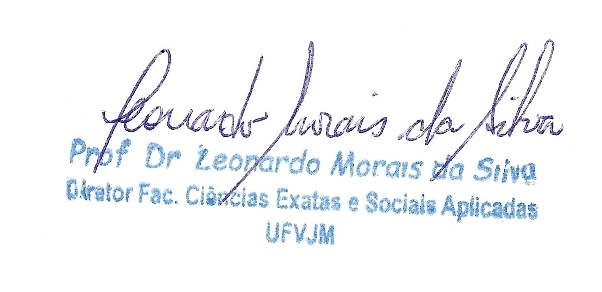 Leonardo Morais da Silva
Prof Dr Leonardo Morais da Silva
Diretor Fac. Ciências Exatas e Sociais Aplicadas
UFVJM